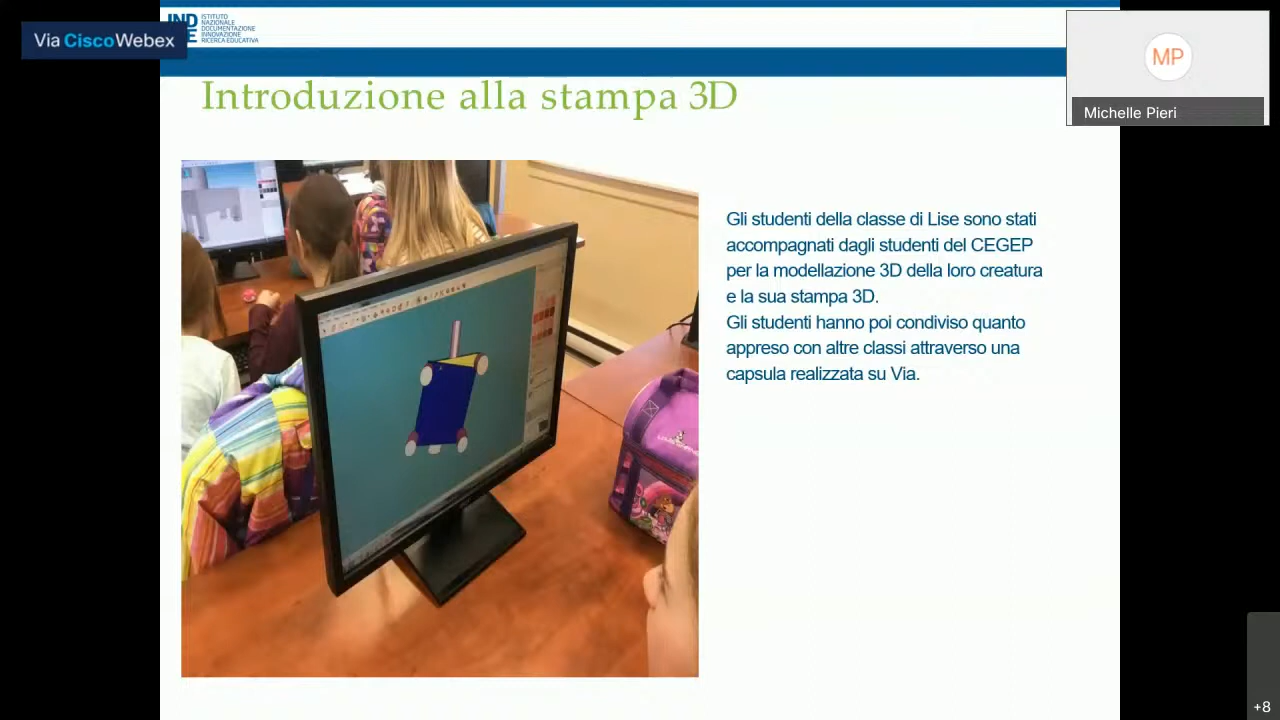 Via CiscoWebex
IND
E
ISTITUTO
NAZIONALE
DOCUMENTAZIONE
INNOVAZIONE
RICERCA EDUCATIVA
MP
Michelle Pieri
Introduzione alla stampa 3D
Gli studenti della classe di Lise sono stati
accompagnati dagli studenti del CEGEP
per la modellazione 3D della loro creatura
e la sua stampa 3D.
Gli studenti hanno poi condiviso quanto
appreso con altre classi attraverso una
capsula realizzata su Via.
+8